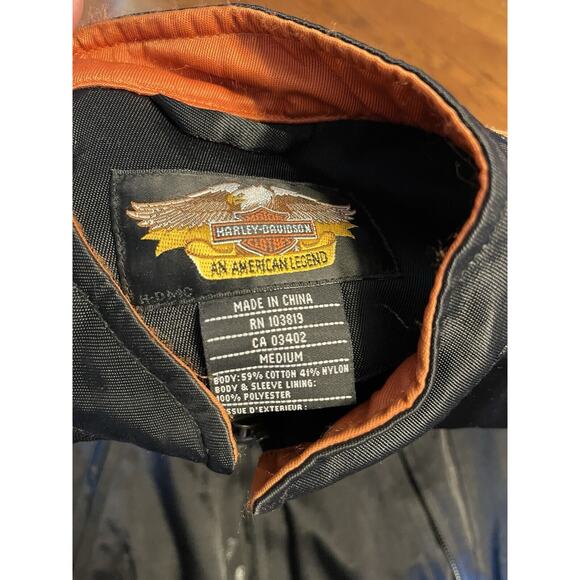 MOTOR
HARLEY-DAVIDSON
CLOTHES
AN AMERICAN LEGEND
H-DMC
MADE IN CHINA
RN 103819
CA 03402
MEDIUM
BODY: 59% COTTON 41% NYLON
BODY & SLEEVE LINING:
100% POLYESTER
TISSUE D'EXTERIEUR: